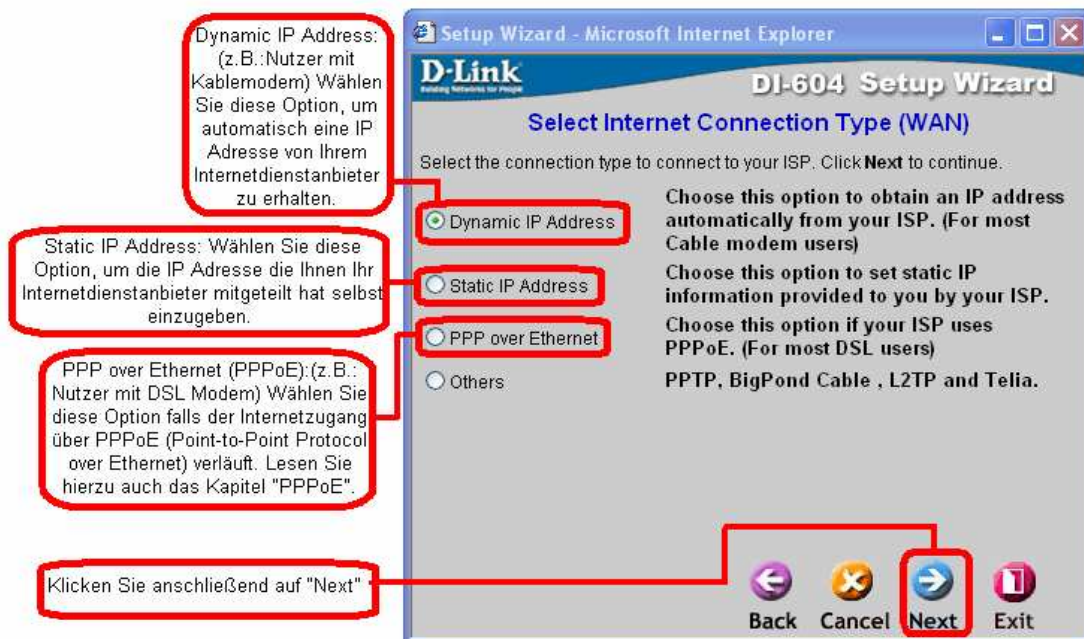 Dynamic IP Address:
(z.B.:Nutzer mit
Kablemodem) Wählen
Sie diese Option, um
automatisch eine IP
Adresse von Ihrem
Internetdienstanbieter
zu erhalten.
Static IP Address: Wählen Sie diese
Option, um die IP Adresse die Ihnen Ihr
Internetdienstanbieter mitgeteilt hat selbst
einzugeben.
PPP over Ethernet (PPPoE):(z.B.:
Nutzer mit DSL Modem) Wählen Sie
diese Option falls der Internetzugang
über PPPoE (Point-to-Point Protocol
over Ethernet) verläuft. Lesen Sie
hierzu auch das Kapitel "PPPoE".
Klicken Sie anschließend auf "Next"
Setup Wizard - Microsoft Internet Explorer
D-Link
Building Networks for People
DI-604 Setup Wizard
Select Internet Connection Type (WAN)
Select the connection type to connect to your ISP. Click Next to continue.
Dynamic IP Address
Choose this option to obtain an IP address
automatically from your ISP. (For most
Cable modem users)
Static IP Address
Choose this option to set static IP
information provided to you by your ISP.
PPP over Ethernet
Choose this option if your ISP uses
PPPoE. (For most DSL users)
Others
PPTP, BigPond Cable , L2TP and Telia.
Back
Cancel
Next
Exit